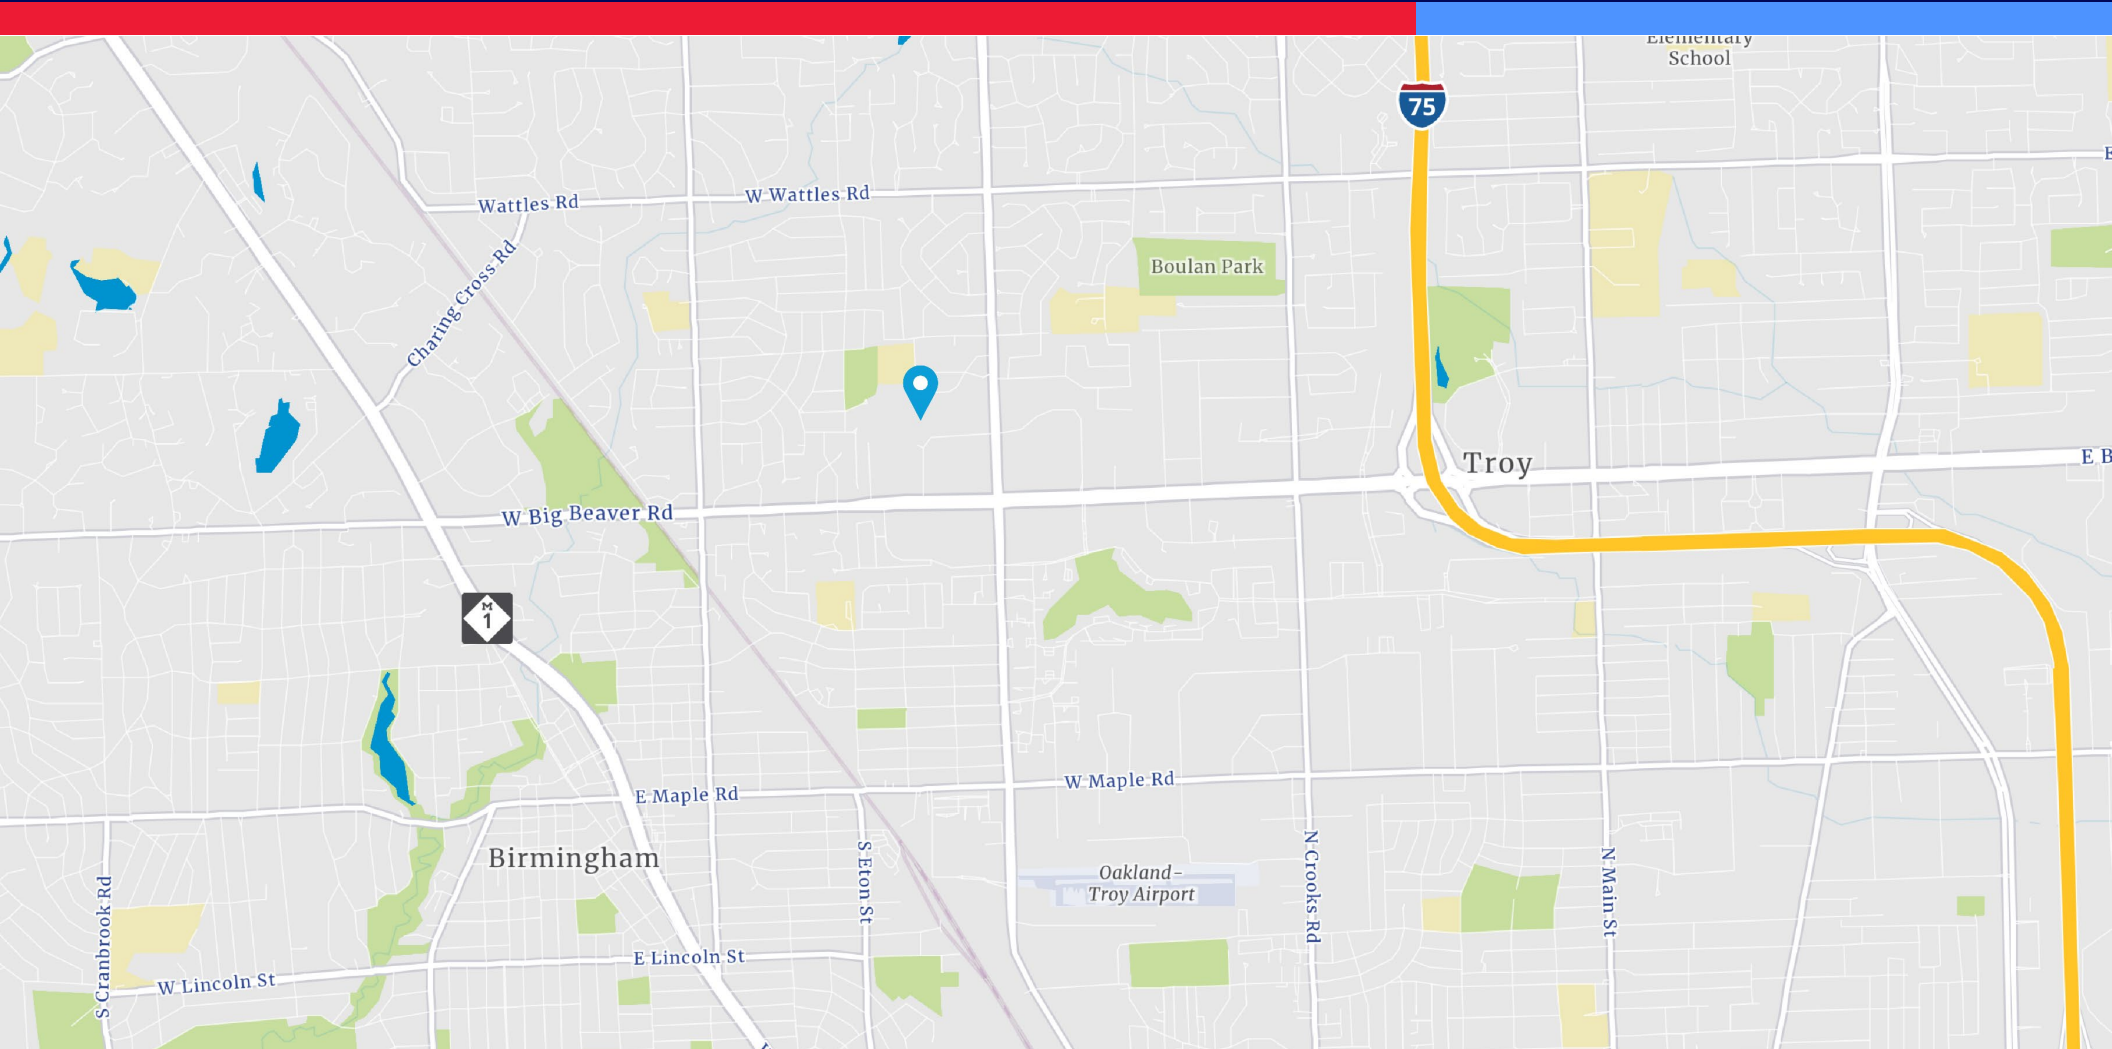 Elementary
School
75
E
Wattles Rd
W Wattles Rd
Charing Cross Rd
Boulan Park
Troy
E B
W Big Beaver Rd
M
1
E Maple Rd
W Maple Rd
Birmingham
S Eton St
Oakland-
Troy Airport
N Crooks Rd
N Main St
S Cranbrook Rd
E Lincoln St
W Lincoln St